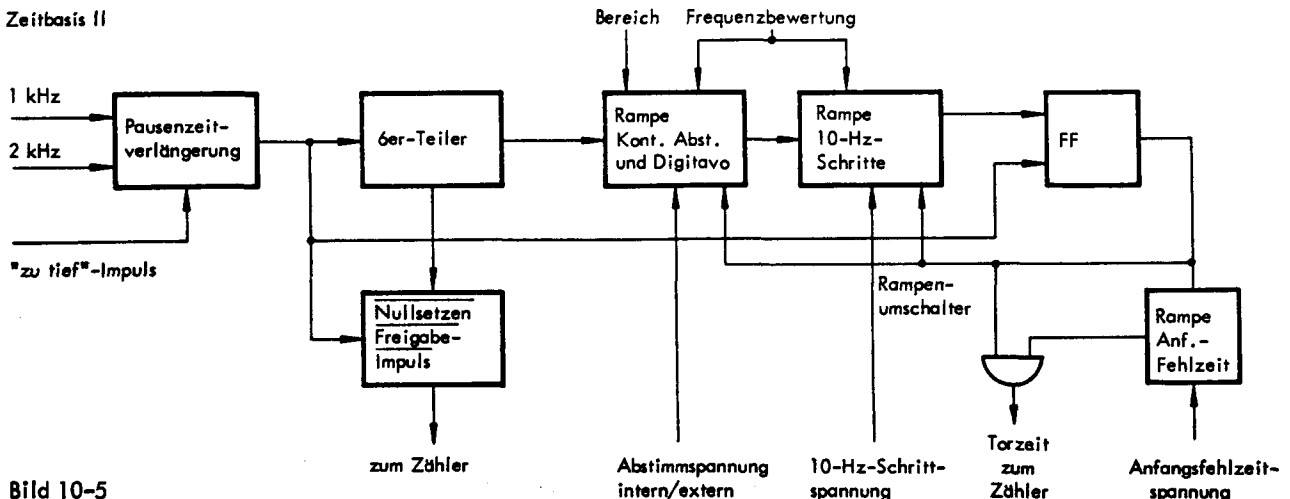 Zeitbasis II
Bereich
Frequenzbewertung
1 kHz
2 kHz
Pausenzeit-
verlängerung
6er-Teiler
Rampe
Kont. Abst.
und Digitavo
Rampe
10-Hz-
Schritte
FF
"zu tief"-Impuls
Nullsetzen
Freigabe-
Impuls
Rampen-
umschalter
Rampe
Anf.-
Fehlzeit
zum Zähler
Abstimmspannung
intern/extern
10-Hz-Schritt-
spannung
Torzeit
zum
Zähler
Anfangsfehlzeit-
spannung
Bild 10-5